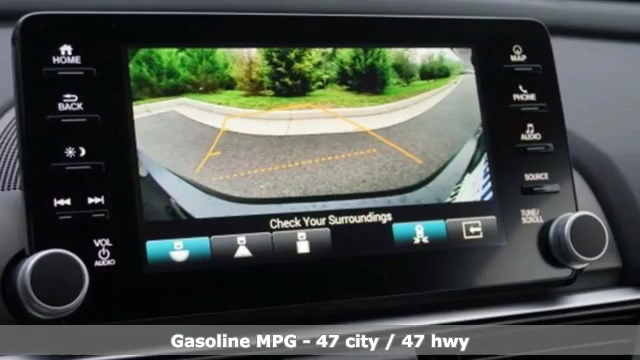 HOME
BACK
VOL
AUDIO
MAP
PHONE
AUDIO
SOURCE
TUNE/
SCROLL
Check Your Surroundings
Gasoline MPG - 47 city / 47 hwy